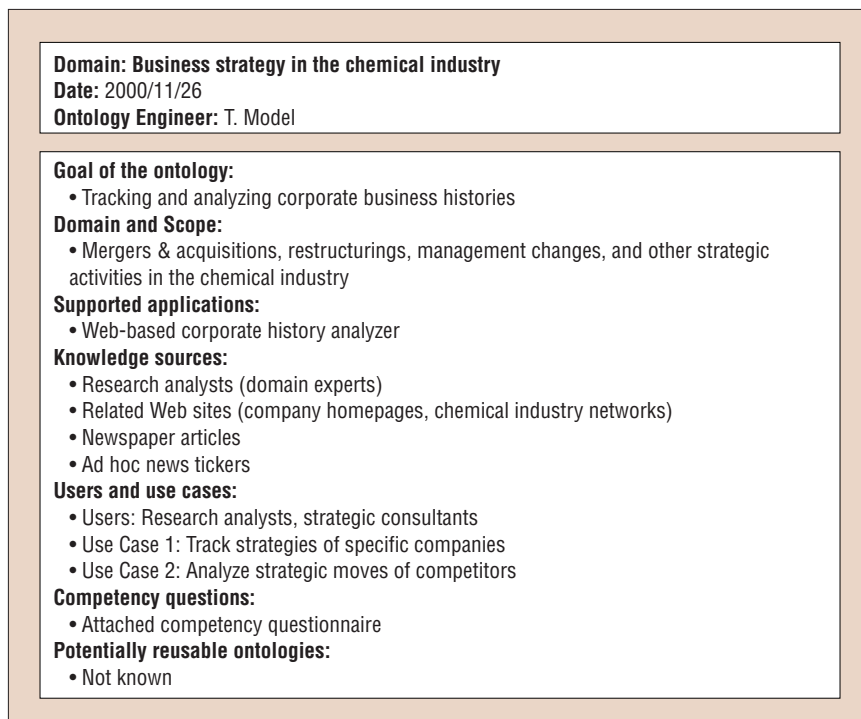 Domain: Business strategy in the chemical industry
Date: 2000/11/26
Ontology Engineer: T. Model
Goal of the ontology:
• Tracking and analyzing corporate business histories
Domain and Scope:
• Mergers & acquisitions, restructurings, management changes, and other strategic
activities in the chemical industry
Supported applications:
• Web-based corporate history analyzer
Knowledge sources:
• Research analysts (domain experts)
• Related Web sites (company homepages, chemical industry networks)
• Newspaper articles
• Ad hoc news tickers
Users and use cases:
• Users: Research analysts, strategic consultants
• Use Case 1: Track strategies of specific companies
• Use Case 2: Analyze strategic moves of competitors
Competency questions:
• Attached competency questionnaire
Potentially reusable ontologies:
• Not known